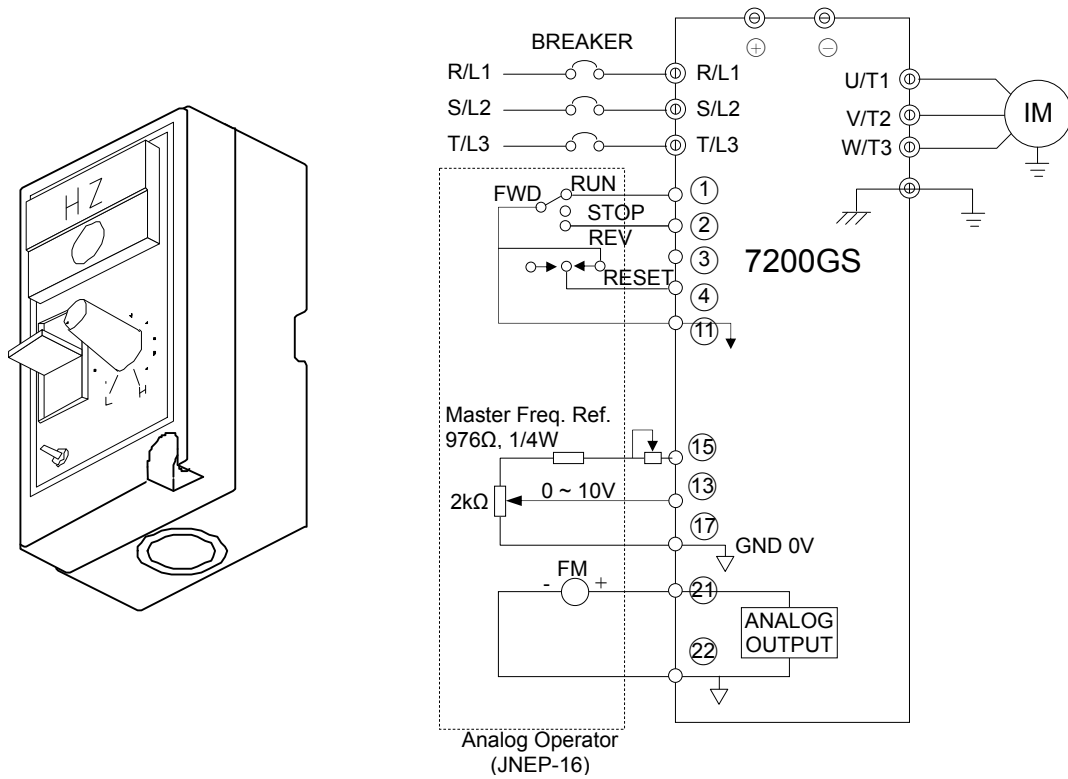 HZ
L H
BREAKER
⊕ ⊖
R/L1 R/L1
S/L2 S/L2
T/L3 T/L3
U/T1
V/T2
W/T3
IM
FWD RUN ①
STOP ②
REV
③
RESET ④
⑪
7200GS
Master Freq. Ref.
976Ω, 1/4W ⑮
2kΩ 0 ~ 10V ⑬
⑰
GND 0V
FM
- + ㉑
ANALOG
OUTPUT
㉒
Analog Operator
(JNEP-16)